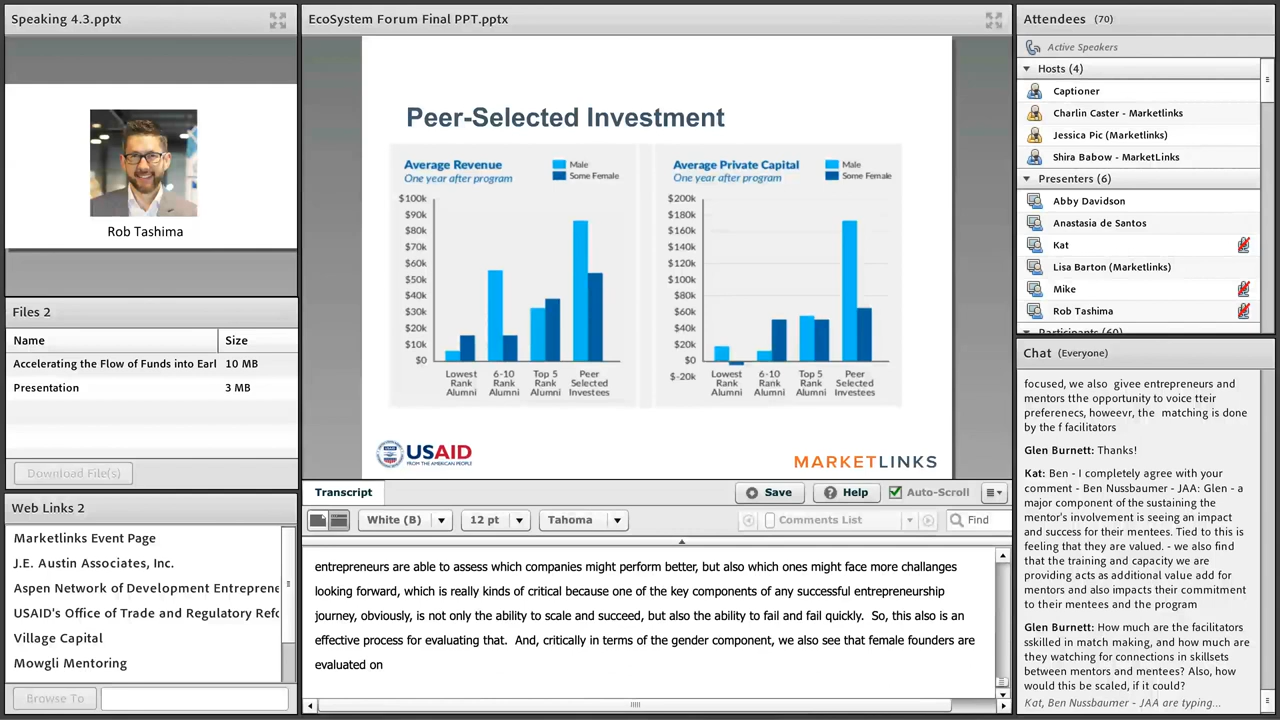 Speaking 4.3.pptx
Rob Tashima
Files 2
Name Size
Accelerating the Flow of Funds into Earl 10 MB
Presentation 3 MB
Download File(s)
Web Links 2
Marketlinks Event Page
J.E. Austin Associates, Inc.
Aspen Network of Development Entreprene
USAID's Office of Trade and Regulatory Refo
Village Capital
Mowgli Mentoring
Browse To
EcoSystem Forum Final PPT.pptx
Peer-Selected Investment
Average Revenue
One year after program
Male
Some Female
$100k
$90k
$80k
$70k
$60k
$50k
$40k
$30k
$20k
$10k
$0
Lowest Rank Alumni
6-10 Rank Alumni
Top 5 Rank Alumni
Peer Selected Investees
Average Private Capital
One year after program
Male
Some Female
$200k
$180k
$160k
$140k
$120k
$100k
$80k
$60k
$40k
$20k
$0
$-20k
Lowest Rank Alumni
6-10 Rank Alumni
Top 5 Rank Alumni
Peer Selected Investees
USAID
FROM THE AMERICAN PEOPLE
MARKETLINKS
Transcript Save Help Auto-Scroll
White (B) 12 pt Tahoma Comments List Find
entrepreneurs are able to assess which companies might perform better, but also which ones might face more challanges
looking forward, which is really kinds of critical because one of the key components of any successful entrepreneurship
journey, obviously, is not only the ability to scale and succeed, but also the ability to fail and fail quickly. So, this also is an
effective process for evaluating that. And, critically in terms of the gender component, we also see that female founders are
evaluated on
Attendees (70)
Active Speakers
Hosts (4)
Captioner
Charlin Caster - Marketlinks
Jessica Pic (Marketlinks)
Shira Babow - MarketLinks
Presenters (6)
Abby Davidson
Anastasia de Santos
Kat
Lisa Barton (Marketlinks)
Mike
Rob Tashima
Participants (60)
Chat (Everyone)
focused, we also givee entrepreneurs and
mentors tthe opportunity to voice tteir
preferenecs, howeevr, the matching is done
by the f facilitators
Glen Burnett: Thanks!
Kat: Ben - I completely agree with your
comment - Ben Nussbaumer - JAA: Glen - a
major component of the sustaining the
mentor's involvement is seeing an impact
and success for their mentees. Tied to this is
feeling that they are valued. - we also find
that the training and capacity we are
providing acts as additional value add for
mentors and also impacts their commitment
to their mentees and the program
Glen Burnett: How much are the facilitators
sskilled in match making, and how much are
they watching for connections in skillsets
between mentors and mentees? Also, how
would this be scaled, if it could?
Kat, Ben Nussbaumer - JAA are typing...